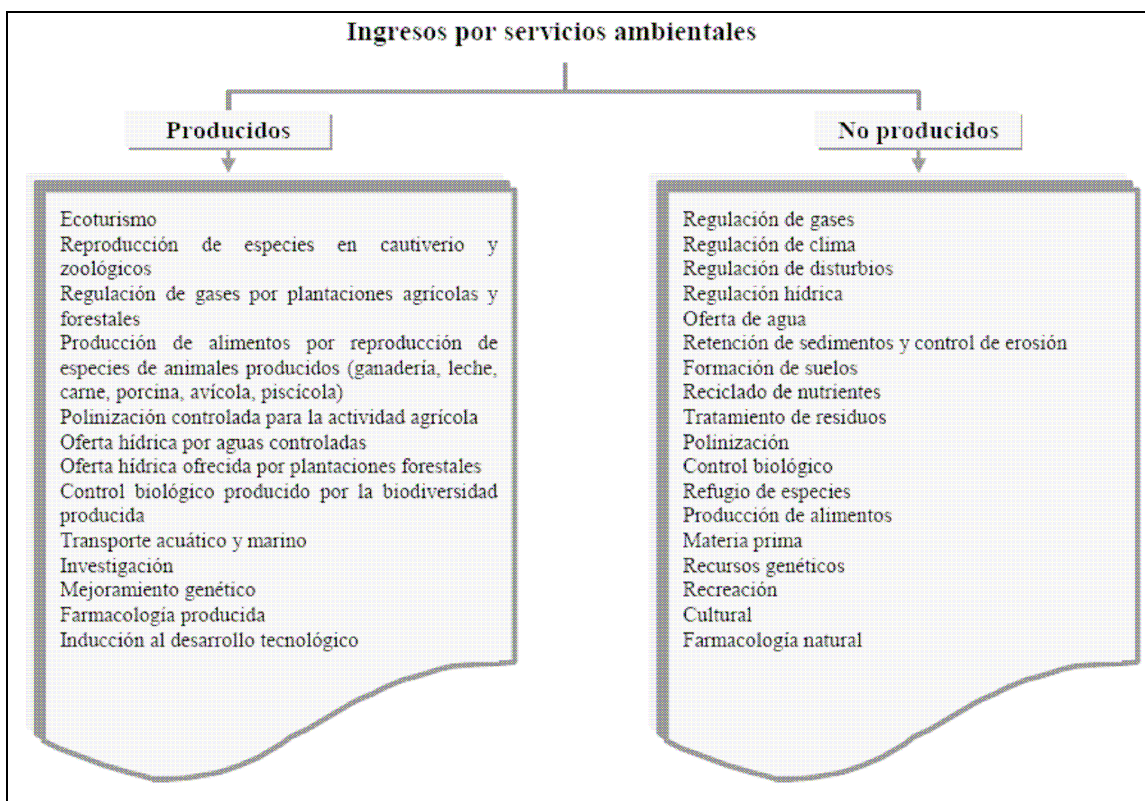 Ingresos por servicios ambientales
Producidos
No producidos
Ecoturismo
Reproducción de especies en cautiverio y
zoológicos
Regulación de gases por plantaciones agrícolas y
forestales
Producción de alimentos por reproducción de
especies de animales producidos (ganadería, leche,
carne, porcina, avícola, piscícola)
Polinización controlada para la actividad agrícola
Oferta hídrica por aguas controladas
Oferta hídrica ofrecida por plantaciones forestales
Control biológico producido por la biodiversidad
producida
Transporte acuático y marino
Investigación
Mejoramiento genético
Farmacología producida
Inducción al desarrollo tecnológico
Regulación de gases
Regulación de clima
Regulación de disturbios
Regulación hídrica
Oferta de agua
Retención de sedimentos y control de erosión
Formación de suelos
Reciclado de nutrientes
Tratamiento de residuos
Polinización
Control biológico
Refugio de especies
Producción de alimentos
Materia prima
Recursos genéticos
Recreación
Cultural
Farmacología natural